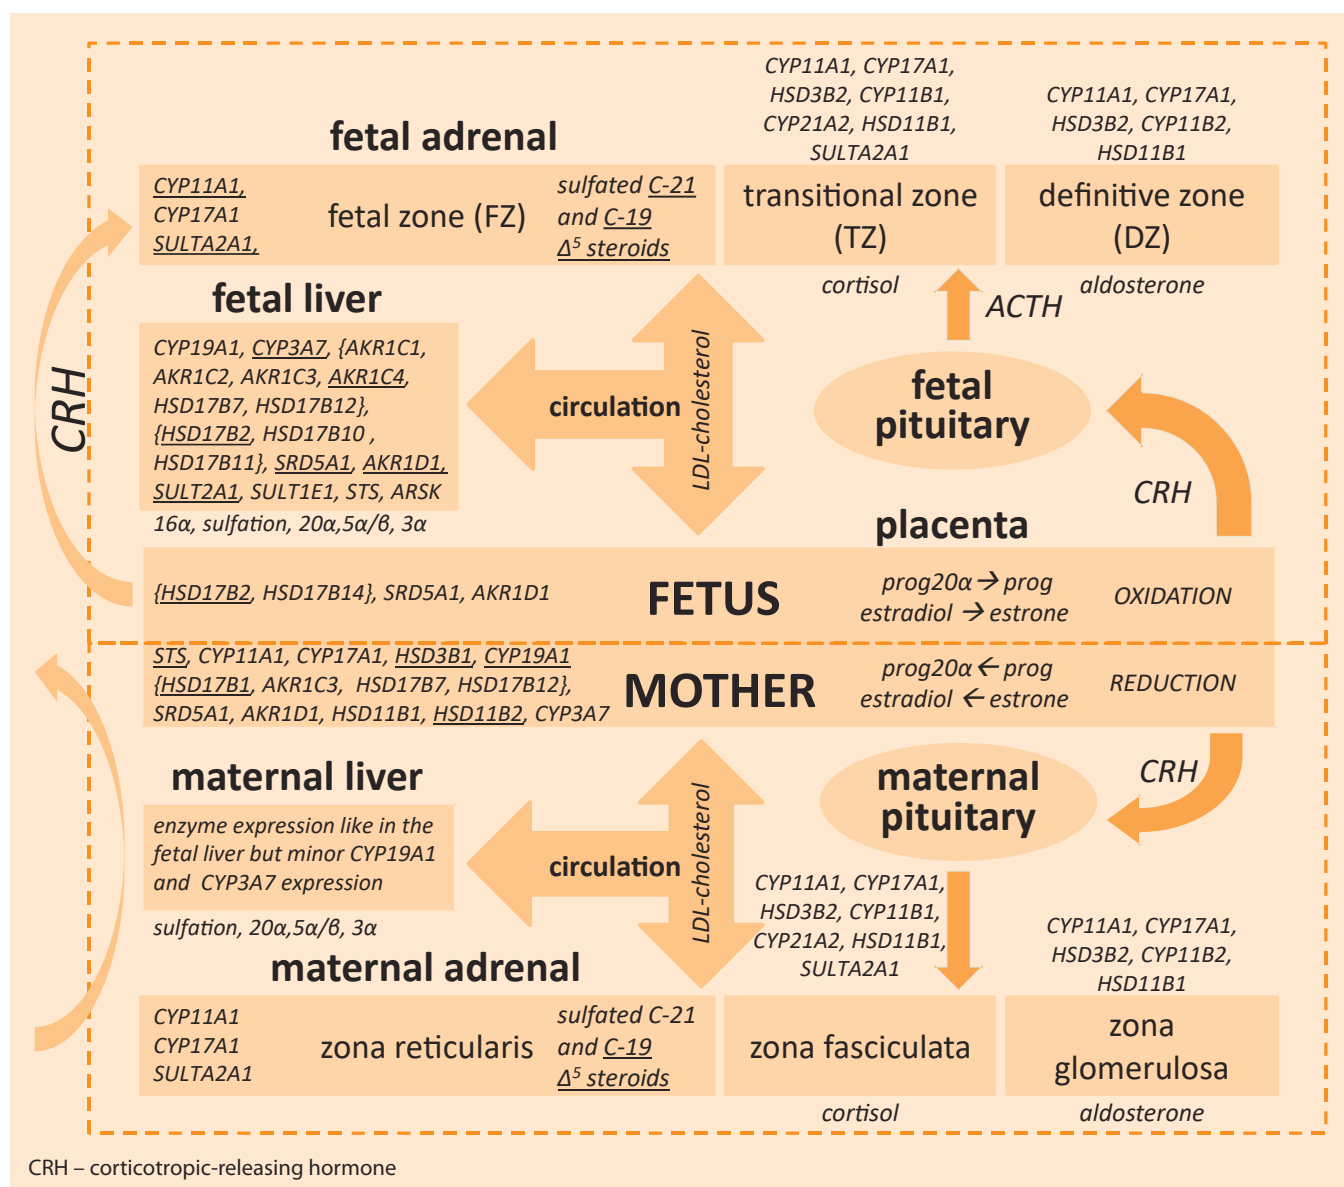 CYP11A1, CYP17A1,
HSD3B2, CYP11B1,
CYP21A2, HSD11B1,
SULTA2A1
CYP11A1, CYP17A1,
HSD3B2, CYP11B2,
HSD11B1
fetal adrenal
CYP11A1,
CYP17A1
SULTA2A1,
fetal zone (FZ)
sulfated C-21
and C-19
Δ⁵ steroids
transitional zone
(TZ)
definitive zone
(DZ)
cortisol
aldosterone
ACTH
fetal liver
CYP19A1, CYP3A7, {AKR1C1,
AKR1C2, AKR1C3, AKR1C4,
HSD17B7, HSD17B12},
{HSD17B2, HSD17B10 ,
HSD17B11}, SRD5A1, AKR1D1,
SULT2A1, SULT1E1, STS, ARSK
16α, sulfation, 20α,5α/β, 3α
CRH
circulation
LDL-cholesterol
fetal
pituitary
CRH
placenta
{HSD17B2, HSD17B14}, SRD5A1, AKR1D1
FETUS
prog20α → prog
estradiol → estrone
OXIDATION
STS, CYP11A1, CYP17A1, HSD3B1, CYP19A1
{HSD17B1, AKR1C3, HSD17B7, HSD17B12},
SRD5A1, AKR1D1, HSD11B1, HSD11B2, CYP3A7
MOTHER
prog20α ← prog
estradiol ← estrone
REDUCTION
maternal liver
enzyme expression like in the
fetal liver but minor CYP19A1
and CYP3A7 expression
sulfation, 20α,5α/β, 3α
circulation
LDL-cholesterol
maternal
pituitary
CRH
CYP11A1, CYP17A1,
HSD3B2, CYP11B1,
CYP21A2, HSD11B1,
SULTA2A1
CYP11A1, CYP17A1,
HSD3B2, CYP11B2,
HSD11B1
maternal adrenal
CYP11A1
CYP17A1
SULTA2A1
zona reticularis
sulfated C-21
and C-19
Δ⁵ steroids
zona fasciculata
zona
glomerulosa
cortisol
aldosterone
CRH – corticotropic-releasing hormone